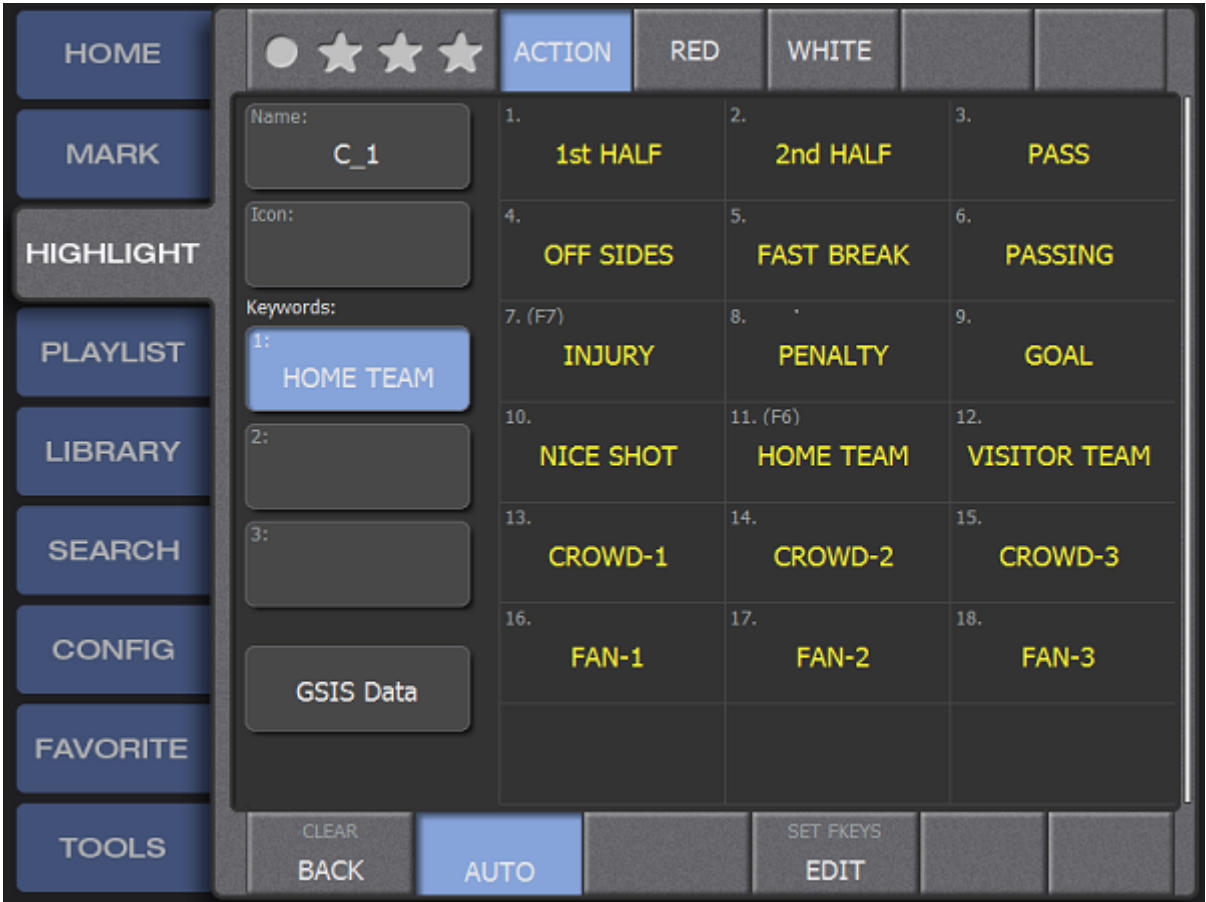 HOME
MARK
HIGHLIGHT
PLAYLIST
LIBRARY
SEARCH
CONFIG
FAVORITE
TOOLS
ACTION RED WHITE
Name:
C_1
Icon:
Keywords:
1:
HOME TEAM
2:
3:
GSIS Data
1. 2. 3.
1st HALF 2nd HALF PASS
4. 5. 6.
OFF SIDES FAST BREAK PASSING
7. (F7) 8. 9.
INJURY PENALTY GOAL
10. 11. (F6) 12.
NICE SHOT HOME TEAM VISITOR TEAM
13. 14. 15.
CROWD-1 CROWD-2 CROWD-3
16. 17. 18.
FAN-1 FAN-2 FAN-3
CLEAR SET FKEYS
BACK AUTO EDIT